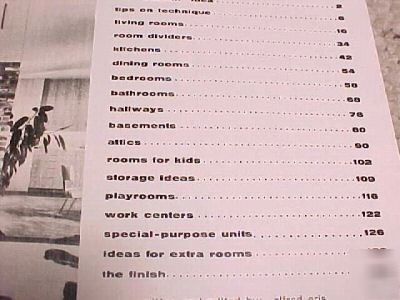 idea 2
tips on technique 6
living rooms 16
room dividers 34
kitchens 42
dining rooms 54
bedrooms 58
bathrooms 68
hallways 76
basements 80
attics 90
rooms for kids 102
storage ideas 109
playrooms 116
work centers 122
special-purpose units 126
ideas for extra rooms
the finish